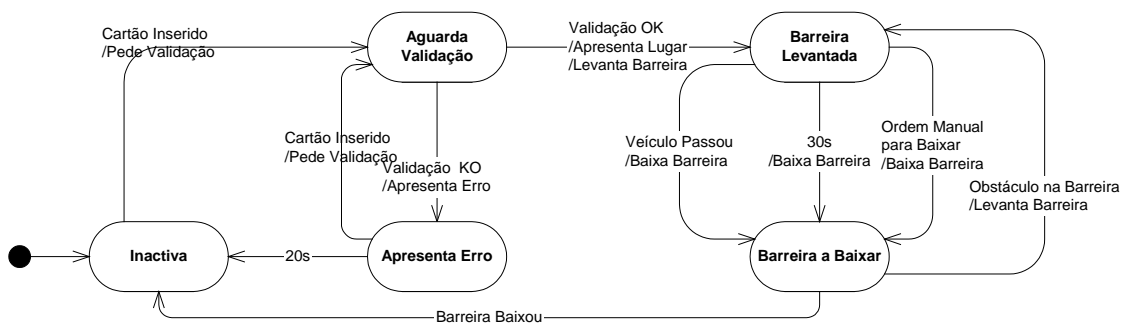 Cartão Inserido
/Pede Validação
Aguarda
Validação
Validação OK
/Apresenta Lugar
/Levanta Barreira
Barreira
Levantada
Cartão Inserido
/Pede Validação
Validação  KO
/Apresenta Erro
Veículo Passou
/Baixa Barreira
30s
/Baixa Barreira
Ordem Manual
para Baixar
/Baixa Barreira
Obstáculo na Barreira
/Levanta Barreira
Inactiva
20s
Apresenta Erro
Barreira a Baixar
Barreira Baixou